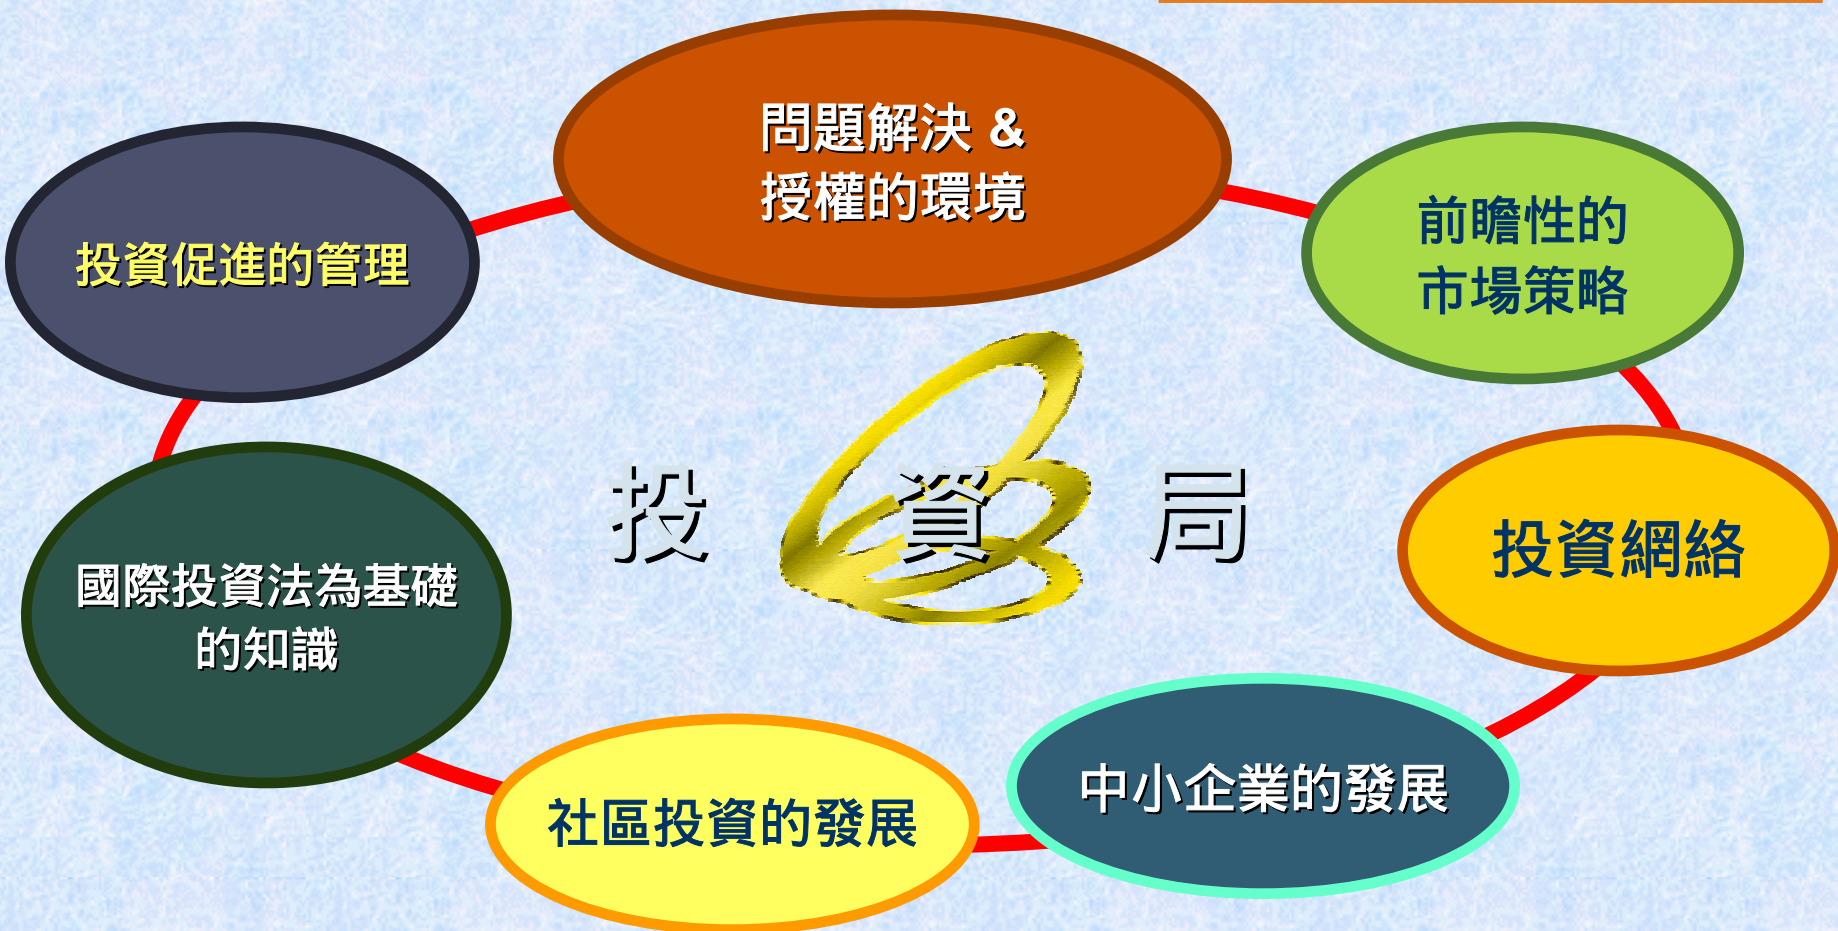 問題解決 &
授權的環境
投資促進的管理
前瞻性的
市場策略
投 資 局
投資網絡
國際投資法為基礎
的知識
中小企業的發展
社區投資的發展